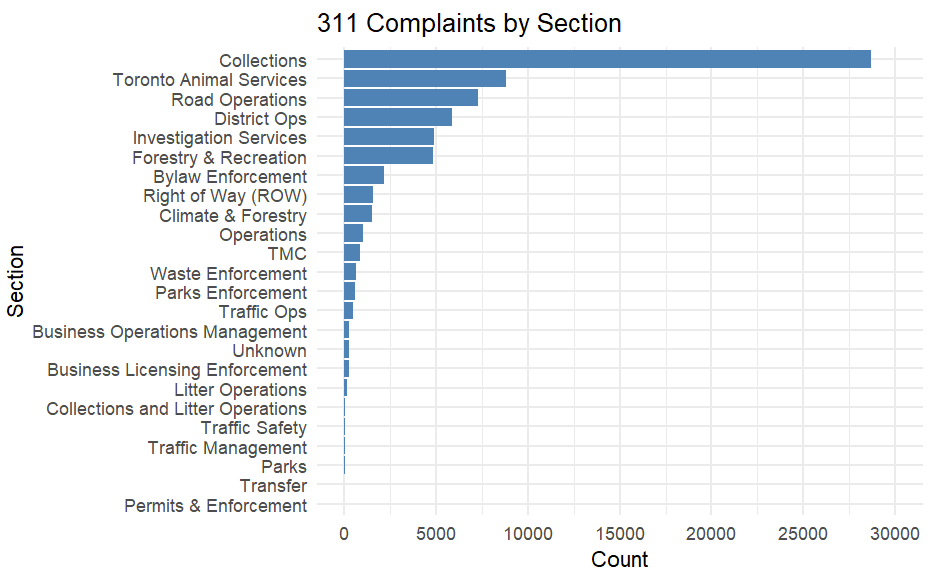 311 Complaints by Section
Collections
Toronto Animal Services
Road Operations
District Ops
Investigation Services
Forestry & Recreation
Bylaw Enforcement
Right of Way (ROW)
Climate & Forestry
Operations
TMC
Waste Enforcement
Parks Enforcement
Traffic Ops
Business Operations Management
Unknown
Business Licensing Enforcement
Litter Operations
Collections and Litter Operations
Traffic Safety
Traffic Management
Parks
Transfer
Permits & Enforcement
Section
0 5000 10000 15000 20000 25000 30000
Count